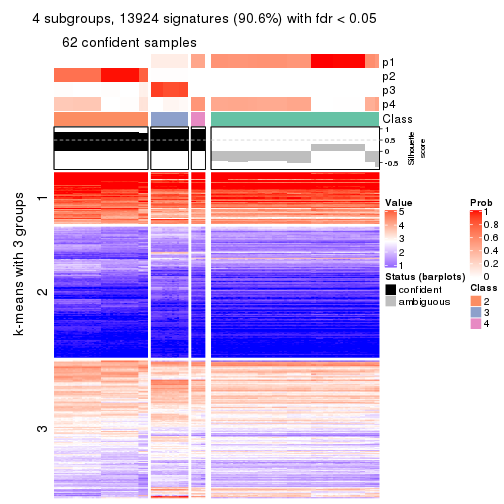 4 subgroups, 13924 signatures (90.6%) with fdr < 0.05
62 confident samples
p1
p2
p3
p4
Class
1
0.5
0
-0.5
Silhouette
score
k-means with 3 groups
1
2
3
Value
5
4
3
2
1
Status (barplots)
confident
ambiguous
Prob
1
0.8
0.6
0.4
0.2
0
Class
2
3
4